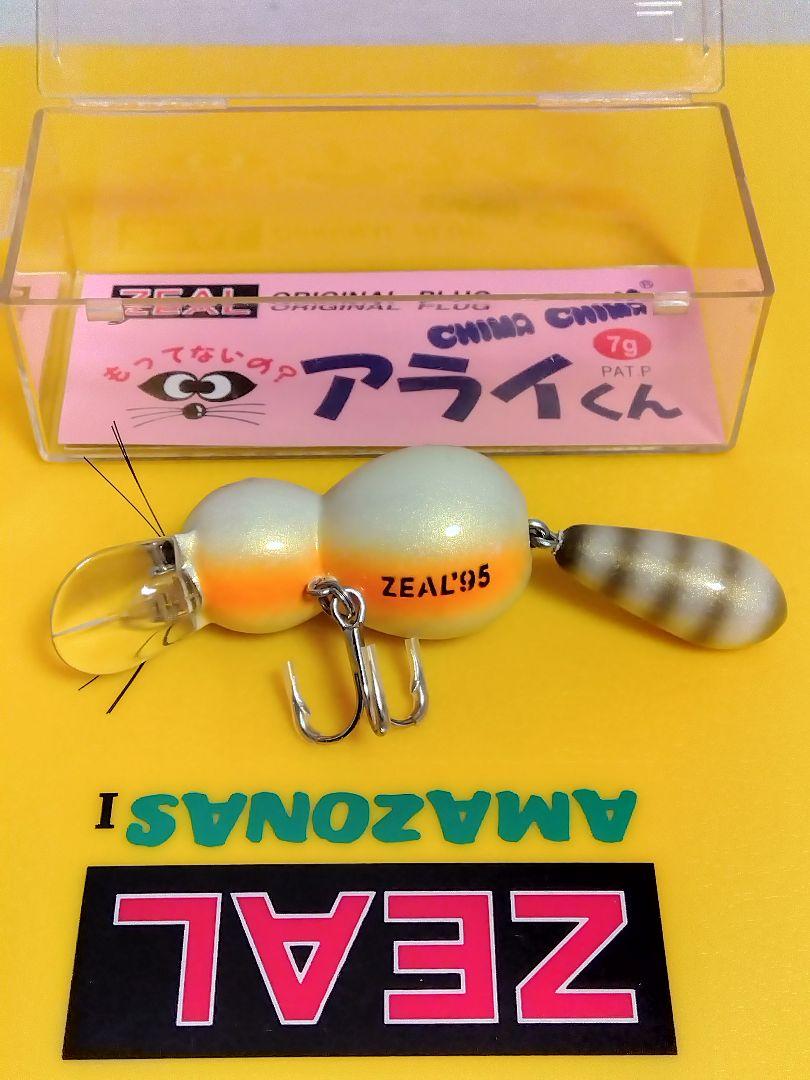 ZEAL ORIGINAL PLUG
CHIMA CHIMA ®
もってないの?
アライくん
7g
PAT.P
ZEAL'95
AMAZONAS I
ZEAL